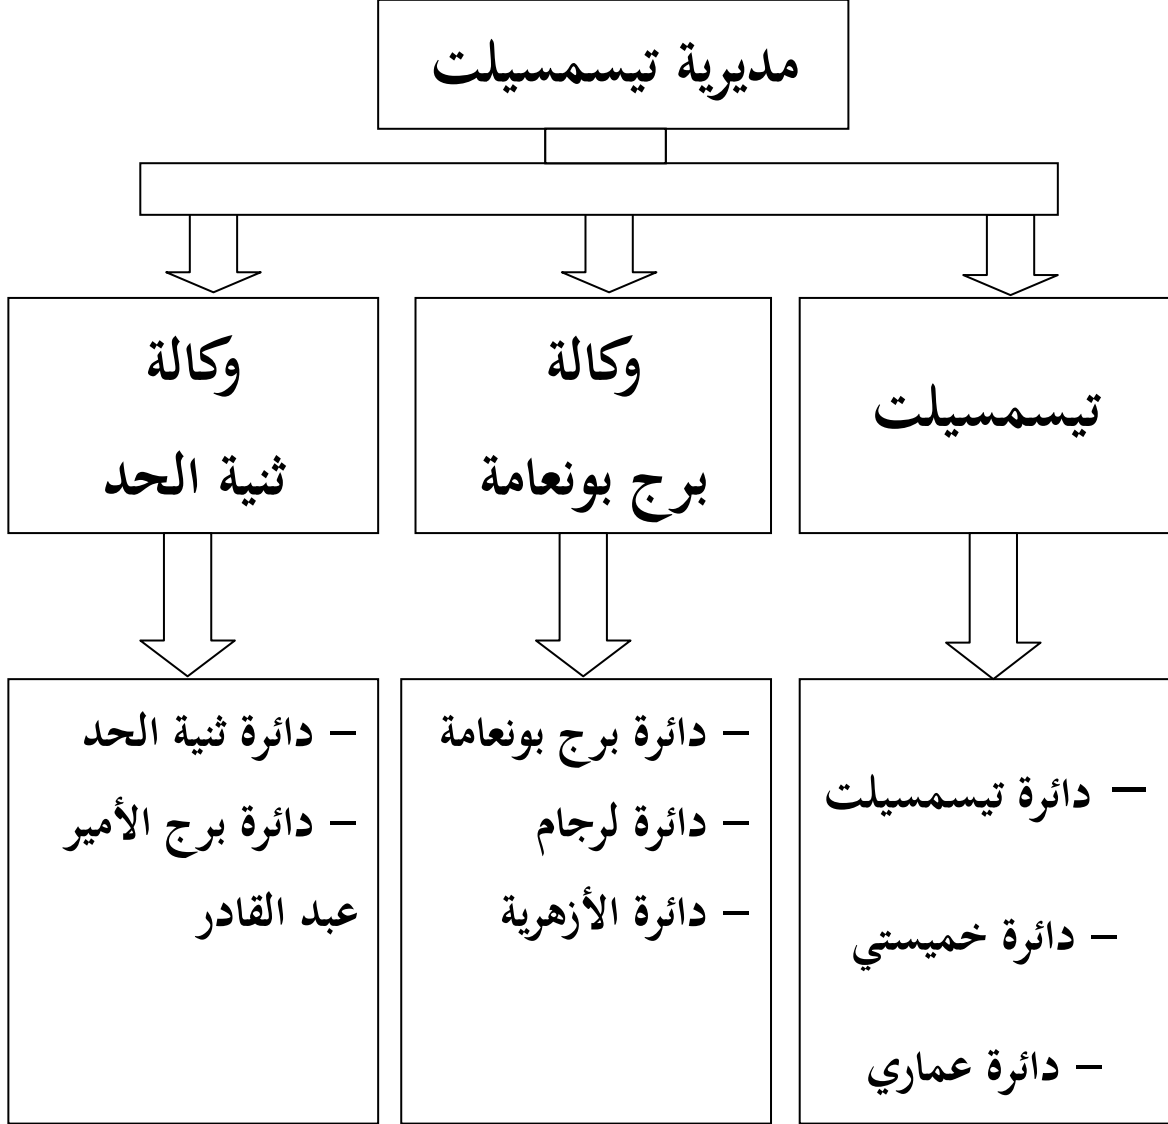 مديرية تيسمسيلت
تيسمسيلت
وكالة
برج بونعامة
وكالة
ثنية الحد
– دائرة تيسمسيلت
– دائرة خميستي
– دائرة عماري
– دائرة برج بونعامة
– دائرة لرجام
– دائرة الأزهرية
– دائرة ثنية الحد
– دائرة برج الأمير
عبد القادر